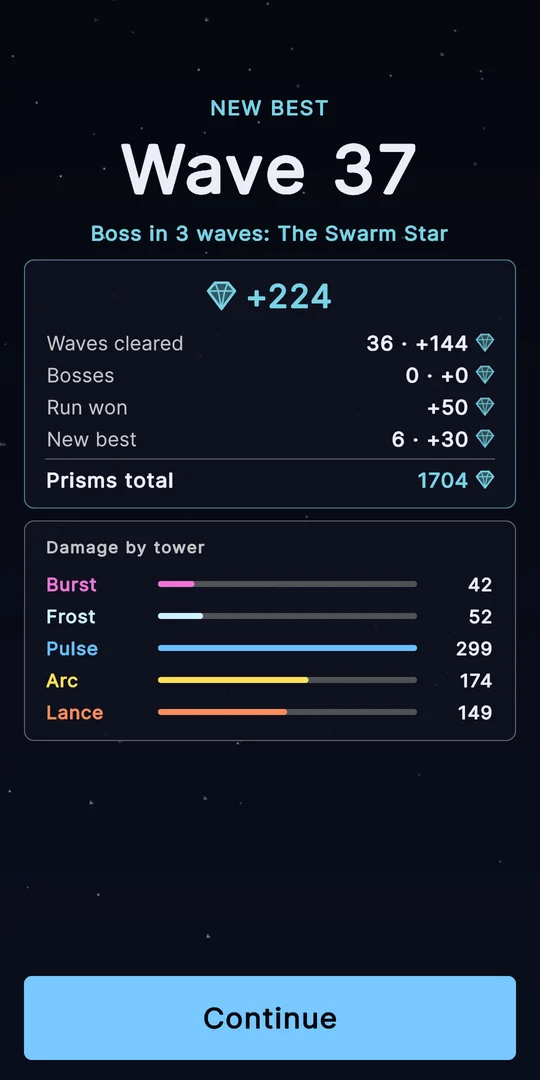 NEW BEST
Wave 37
Boss in 3 waves: The Swarm Star
+224
Waves cleared 36 · +144
Bosses 0 · +0
Run won +50
New best 6 · +30
Prisms total 1704
Damage by tower
Burst 42
Frost 52
Pulse 299
Arc 174
Lance 149
Continue